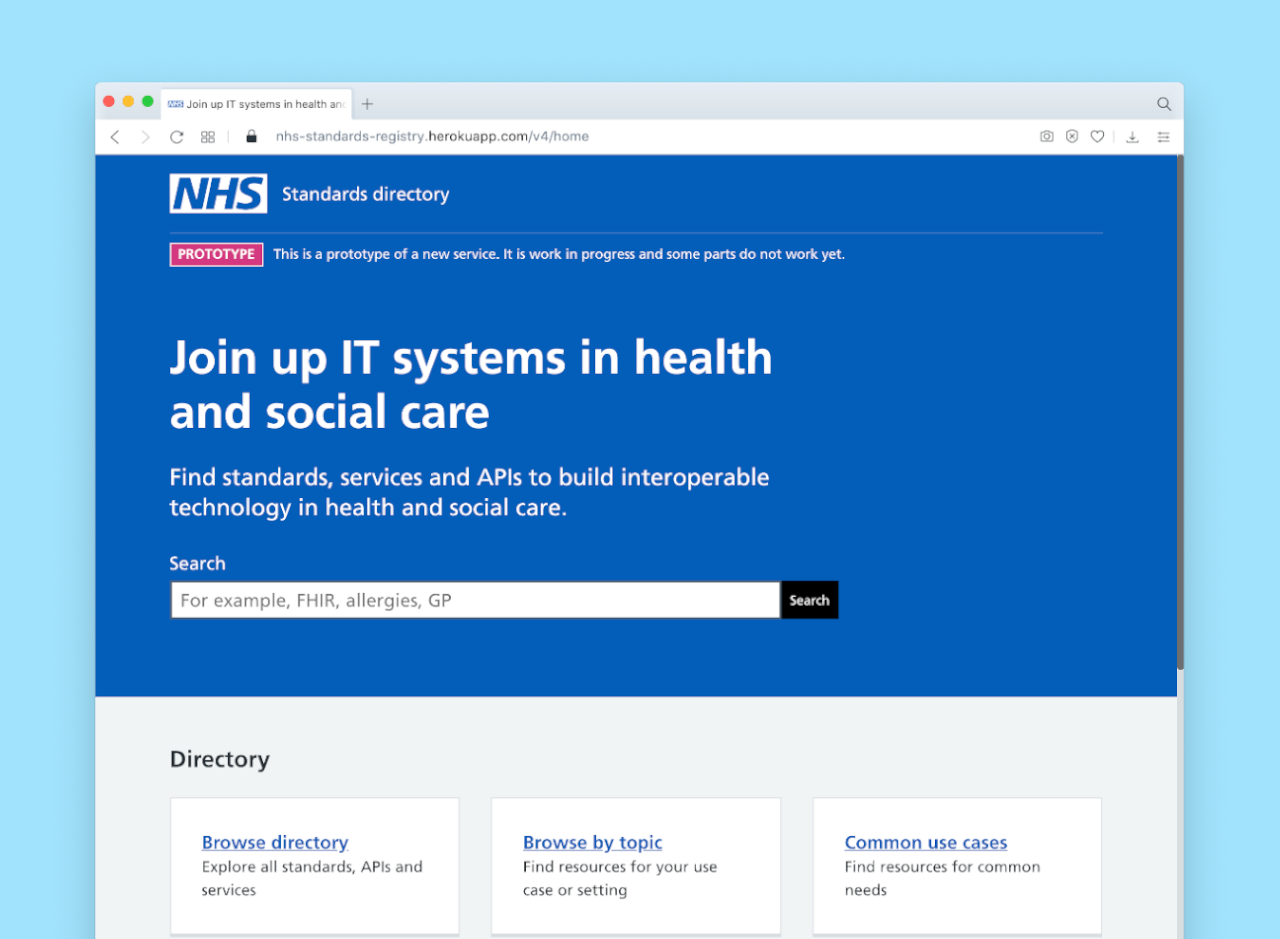 NHS Join up IT systems in health an
nhs-standards-registry.herokuapp.com/v4/home
NHS Standards directory
PROTOTYPE This is a prototype of a new service. It is work in progress and some parts do not work yet.
Join up IT systems in health
and social care
Find standards, services and APIs to build interoperable
technology in health and social care.
Search
For example, FHIR, allergies, GP
Search
Directory
Browse directory
Explore all standards, APIs and
services
Browse by topic
Find resources for your use
case or setting
Common use cases
Find resources for common
needs